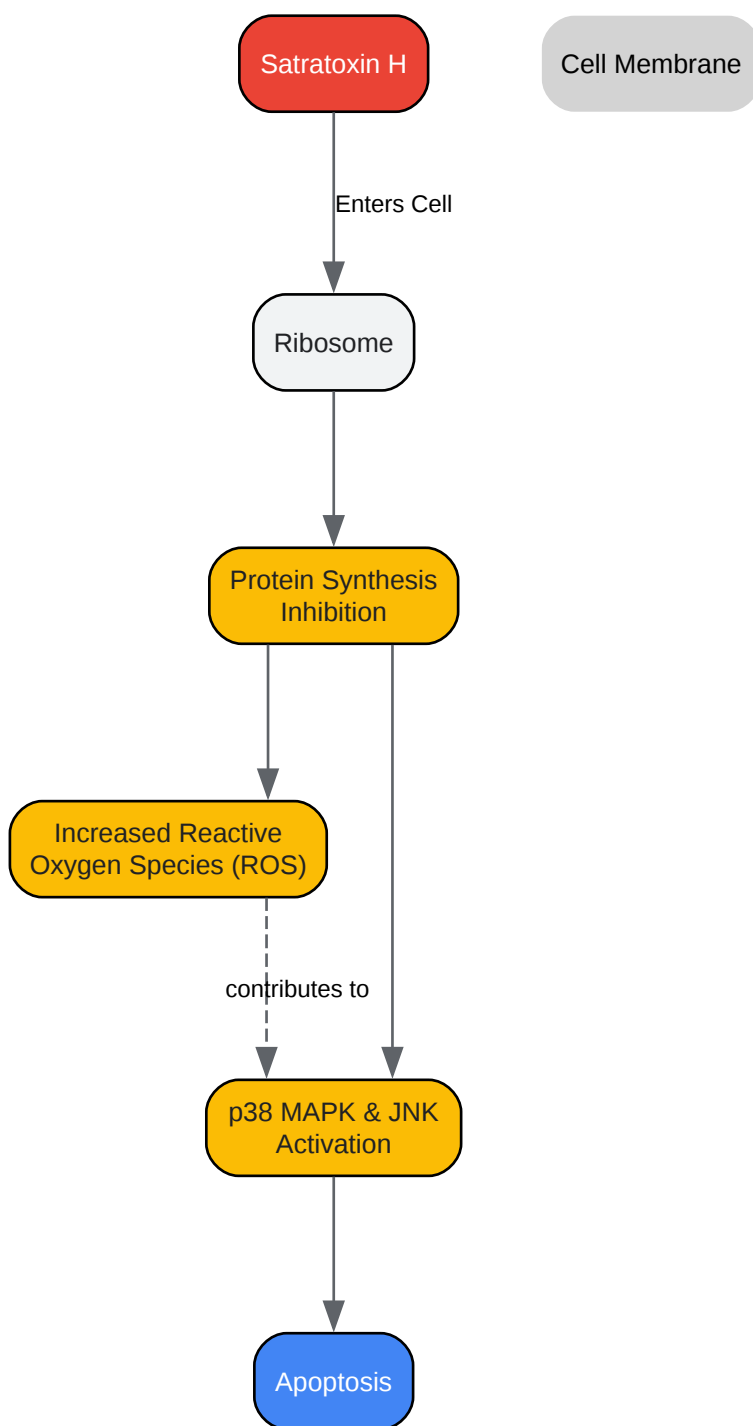 Satratoxin H
Cell Membrane
Enters Cell
Ribosome
Protein Synthesis
Inhibition
Increased Reactive
Oxygen Species (ROS)
contributes to
p38 MAPK & JNK
Activation
Apoptosis